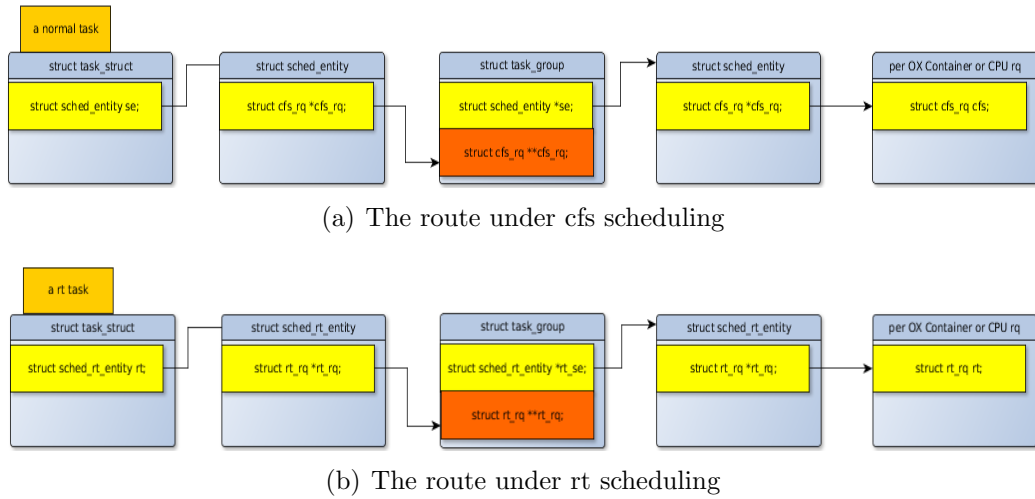 a normal task
struct task_struct
struct sched_entity
struct task_group
struct sched_entity
per OX Container or CPU rq
struct sched_entity se;
struct cfs_rq *cfs_rq;
struct sched_entity *se;
struct cfs_rq *cfs_rq;
struct cfs_rq cfs;
struct cfs_rq **cfs_rq;
(a) The route under cfs scheduling
a rt task
struct task_struct
struct sched_rt_entity
struct task_group
struct sched_rt_entity
per OX Container or CPU rq
struct sched_rt_entity rt;
struct rt_rq *rt_rq;
struct sched_rt_entity *rt_se;
struct rt_rq *rt_rq;
struct rt_rq rt;
struct rt_rq **rt_rq;
(b) The route under rt scheduling